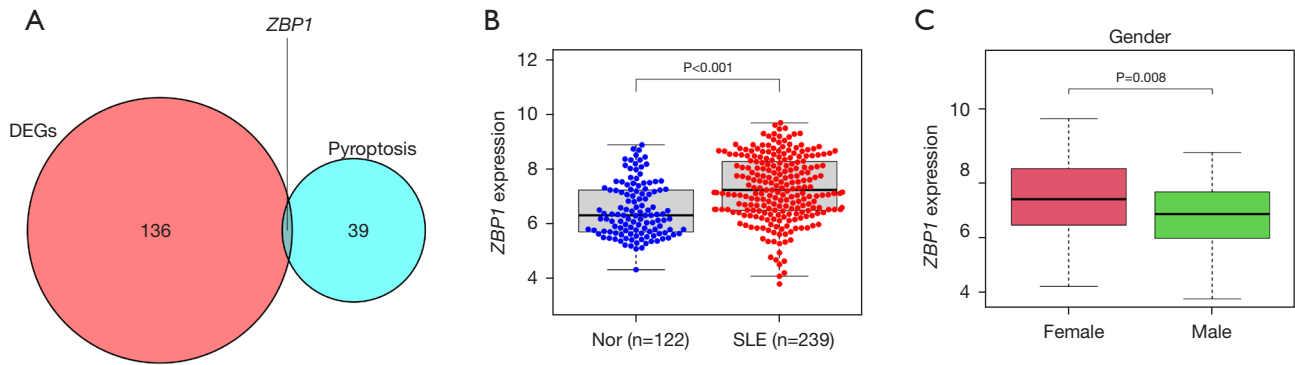 A
ZBP1
DEGs
Pyroptosis
136
39
B
ZBP1 expression
12
10
8
6
4
P<0.001
Nor (n=122)
SLE (n=239)
C
Gender
ZBP1 expression
10
8
6
4
P=0.008
Female
Male